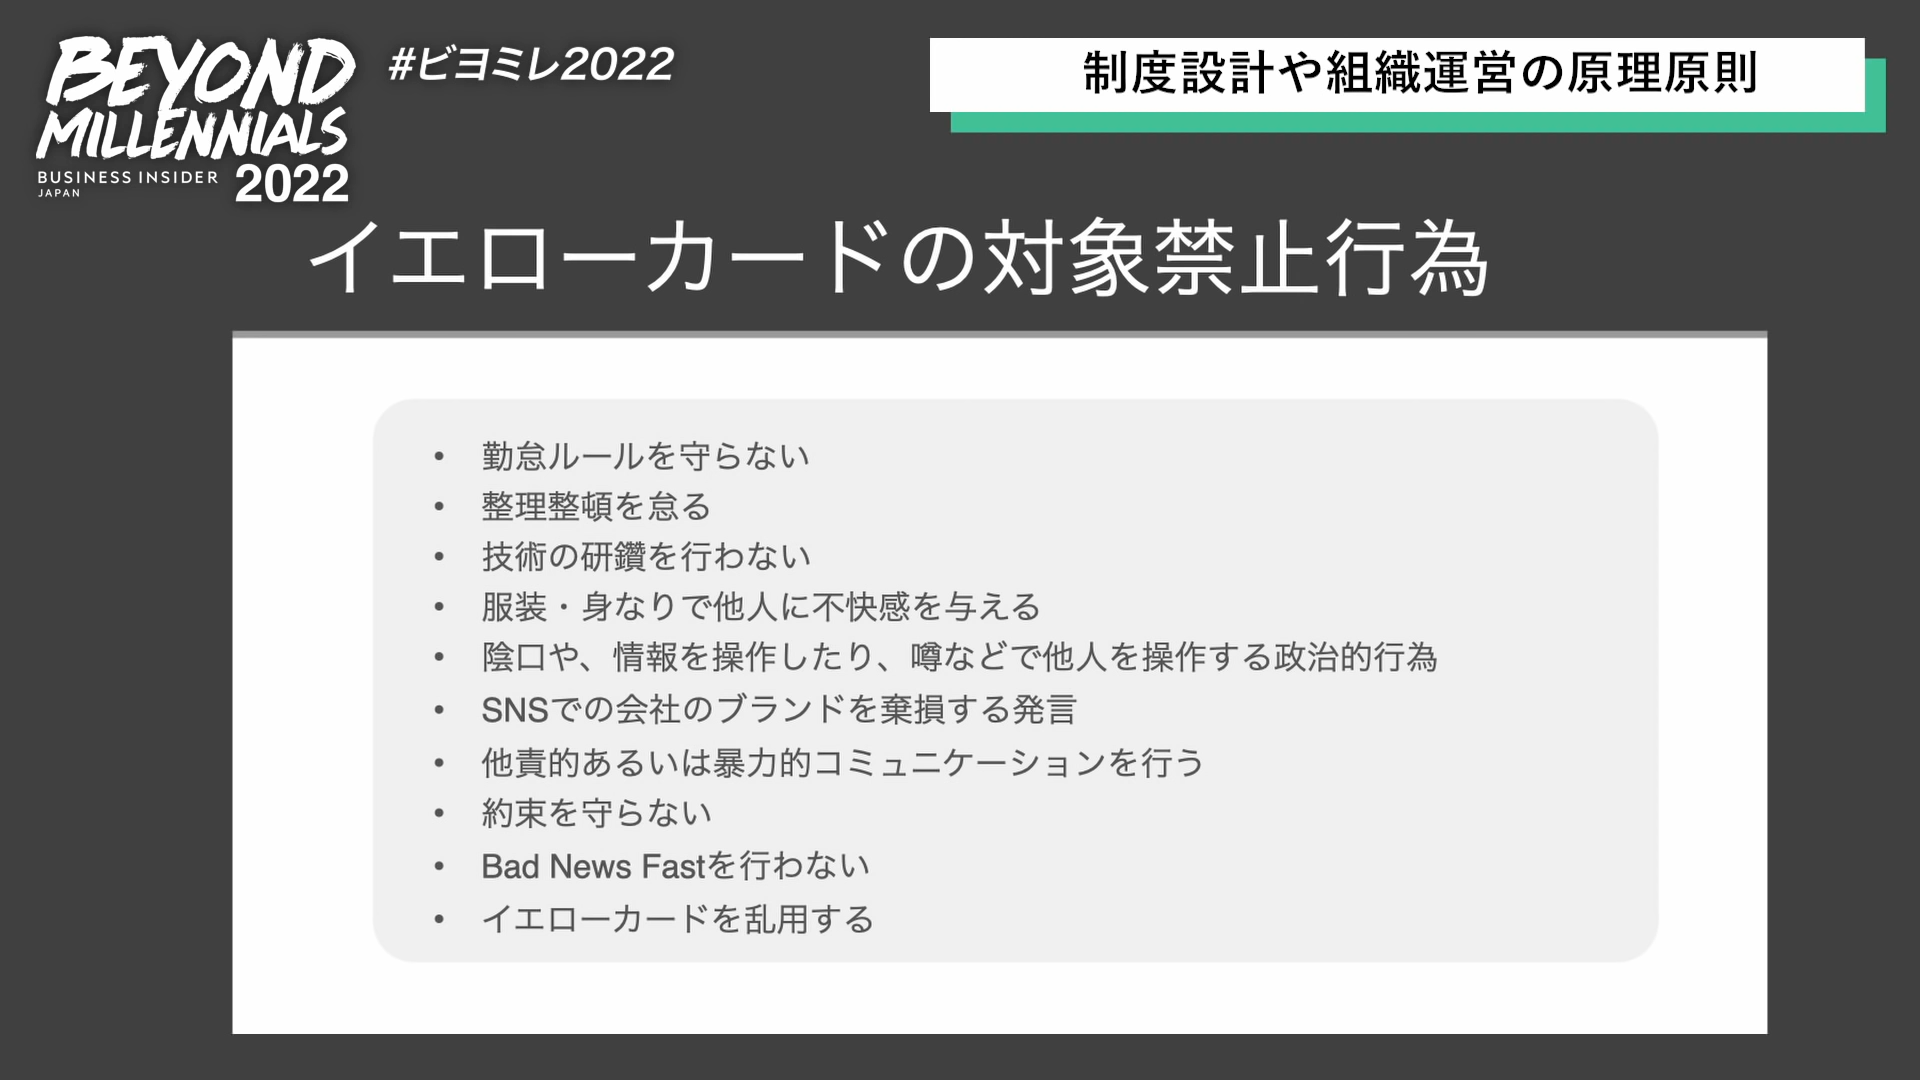 BEYOND
MILLENNIALS
BUSINESS INSIDER
JAPAN
2022
#ビヨミレ2022
制度設計や組織運営の原理原則
イエローカードの対象禁止行為
• 勤怠ルールを守らない
• 整理整頓を怠る
• 技術の研鑽を行わない
• 服装・身なりで他人に不快感を与える
• 陰口や、情報を操作したり、噂などで他人を操作する政治的行為
• SNSでの会社のブランドを棄損する発言
• 他責的あるいは暴力的コミュニケーションを行う
• 約束を守らない
• Bad News Fastを行わない
• イエローカードを乱用する